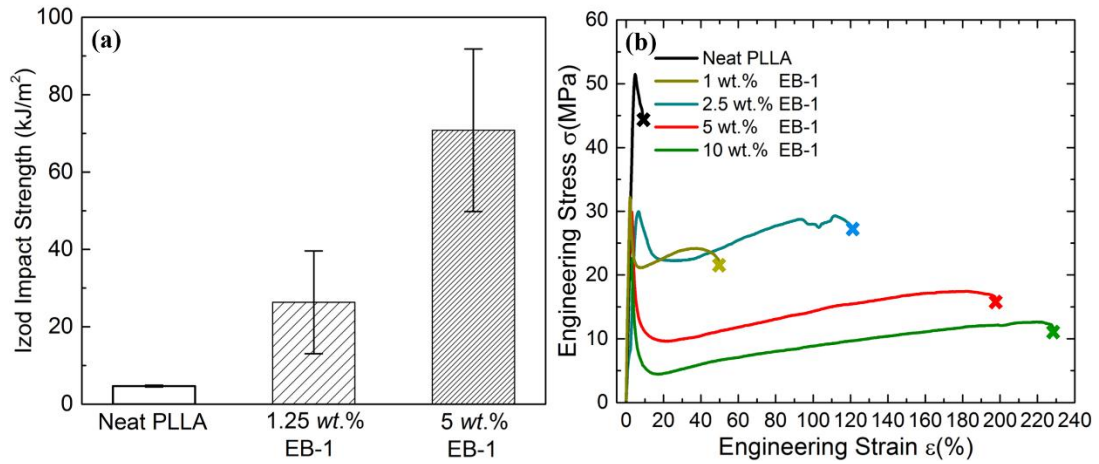 (a)
Izod Impact Strength (kJ/m²)
100
80
60
40
20
0
Neat PLLA
1.25 wt.%
EB-1
5 wt.%
EB-1
(b)
Engineering Stress σ(MPa)
60
50
40
30
20
10
0
Neat PLLA
1 wt.% EB-1
2.5 wt.% EB-1
5 wt.% EB-1
10 wt.% EB-1
0 20 40 60 80 100 120 140 160 180 200 220 240
Engineering Strain ε(%)